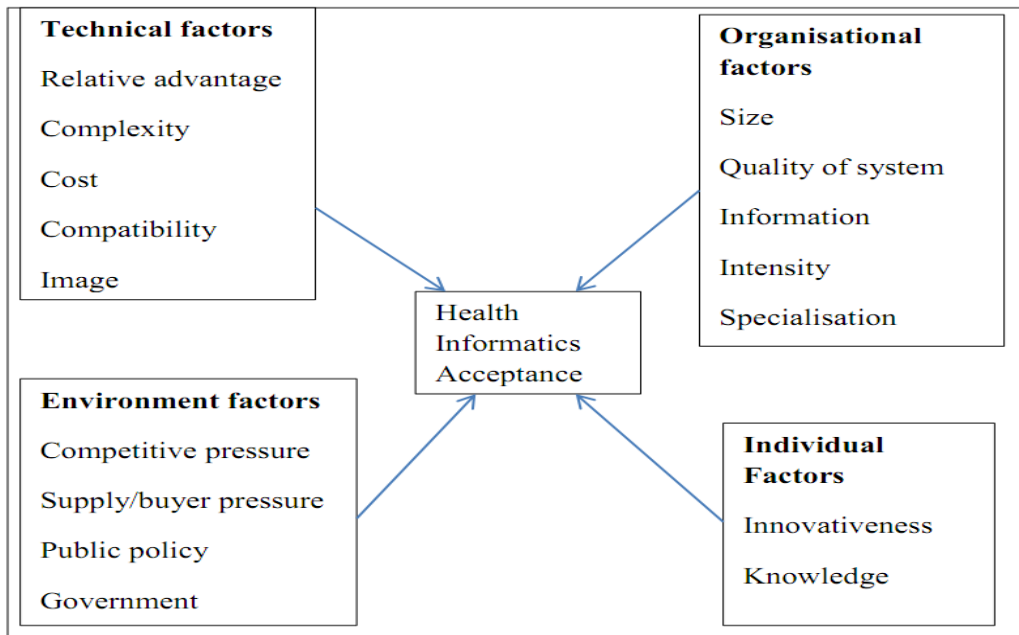 Technical factors
Relative advantage
Complexity
Cost
Compatibility
Image
Organisational
factors
Size
Quality of system
Information
Intensity
Specialisation
Health
Informatics
Acceptance
Environment factors
Competitive pressure
Supply/buyer pressure
Public policy
Government
Individual
Factors
Innovativeness
Knowledge